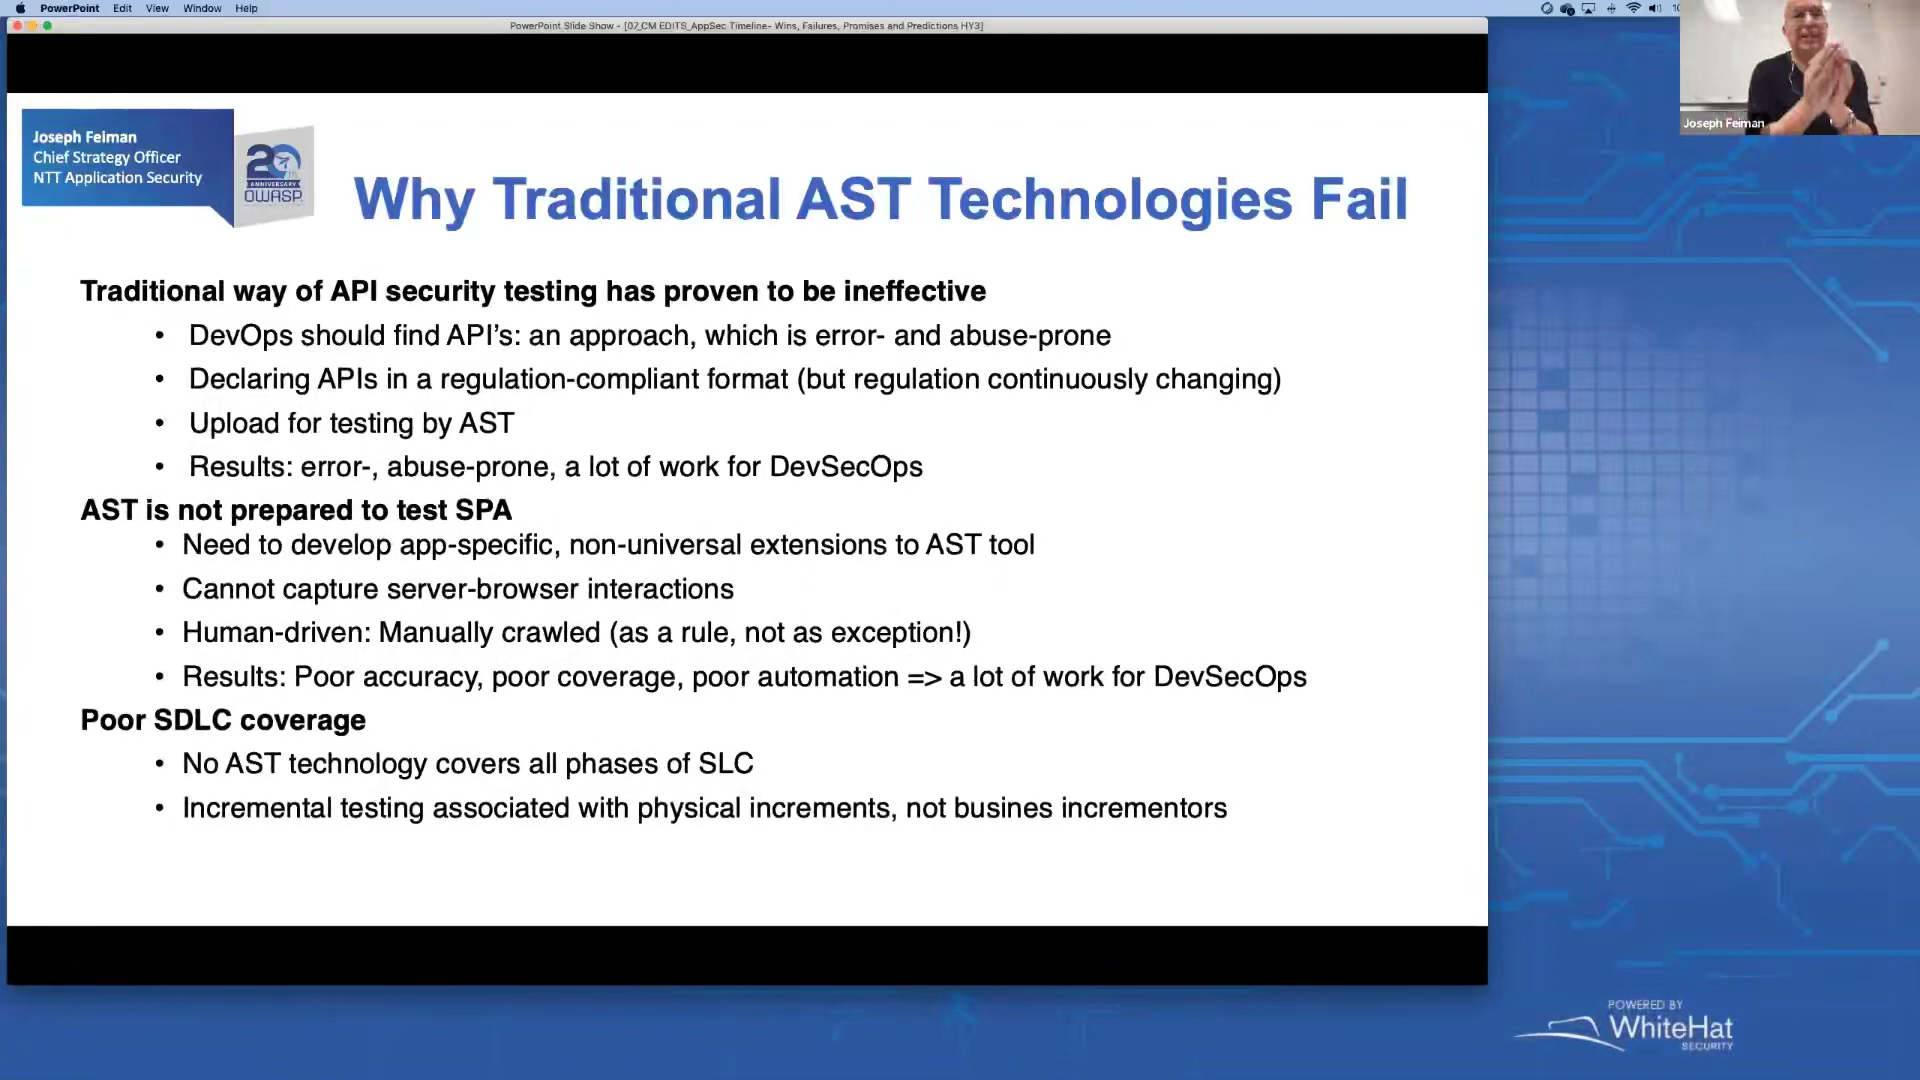 PowerPoint Edit View Window Help
PowerPoint Slide Show - [07_CM EDITS_AppSec Timeline- Wins, Failures, Promises and Predictions HY3]
Joseph Feiman
Joseph Feiman
Chief Strategy Officer
NTT Application Security
20
ANNIVERSARY
OWASP
Why Traditional AST Technologies Fail
Traditional way of API security testing has proven to be ineffective
• DevOps should find API's: an approach, which is error- and abuse-prone
• Declaring APIs in a regulation-compliant format (but regulation continuously changing)
• Upload for testing by AST
• Results: error-, abuse-prone, a lot of work for DevSecOps
AST is not prepared to test SPA
• Need to develop app-specific, non-universal extensions to AST tool
• Cannot capture server-browser interactions
• Human-driven: Manually crawled (as a rule, not as exception!)
• Results: Poor accuracy, poor coverage, poor automation => a lot of work for DevSecOps
Poor SDLC coverage
• No AST technology covers all phases of SLC
• Incremental testing associated with physical increments, not busines incrementors
POWERED BY
WhiteHat
SECURITY